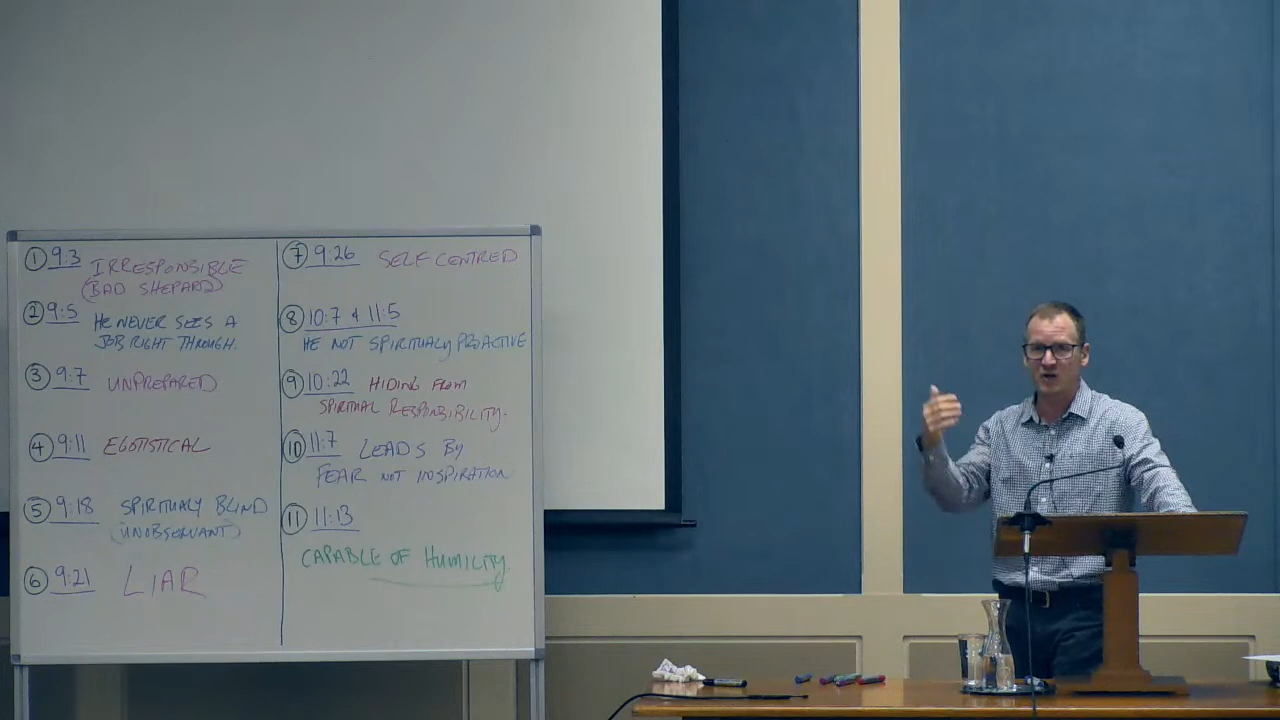 ① 9:3 IRRESPONSIBLE
(BAD SHEPARD)
② 9:5 HE NEVER SEES A
JOB RIGHT THROUGH.
③ 9:7 UNPREPARED
④ 9:11 EGOTISTICAL
⑤ 9:18 SPIRITUALY BLIND
(UNOBSERVANT)
⑥ 9:21 LIAR
⑦ 9:26 SELF CENTRED
⑧ 10:7 & 11:5
HE NOT SPIRITUALY PROACTIVE
⑨ 10:22 HIDING FROM
SPIRITUAL RESPONSIBILITY.
⑩ 11:7 LEADS BY
FEAR NOT INSPIRATION
⑪ 11:13
CAPABLE OF HUMILITY.